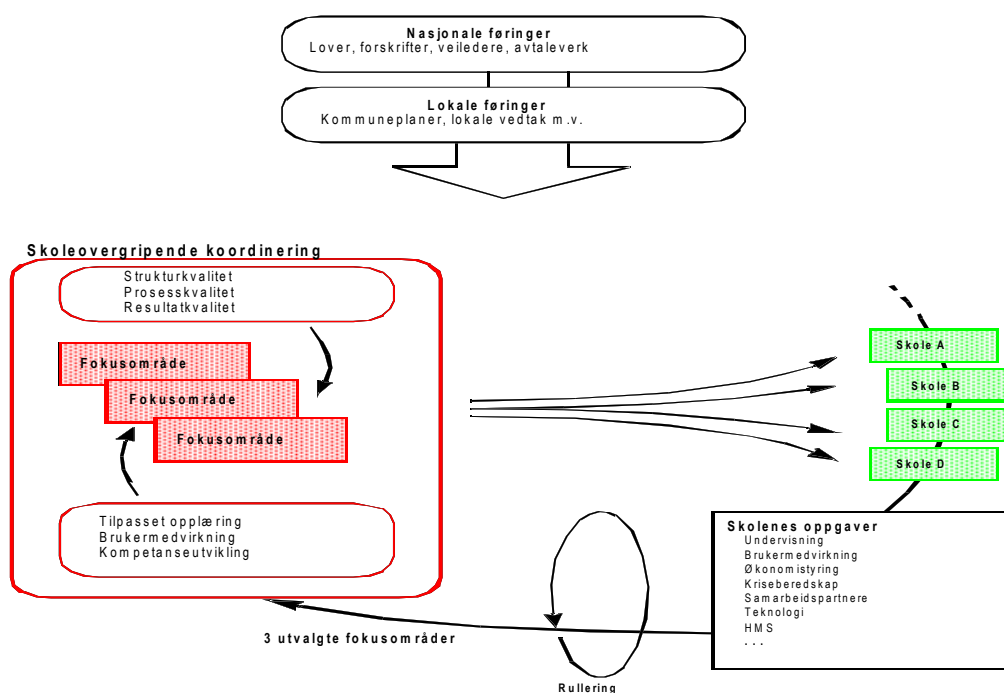 Nasjonale føringer
Lover, forskrifter, veiledere, avtaleverk
Lokale føringer
Kommuneplaner, lokale vedtak m.v.
Skoleovergripende koordinering
Strukturkvalitet
Prosesskvalitet
Resultatkvalitet
Fokusområde
Fokusområde
Fokusområde
Tilpasset opplæring
Brukermedvirkning
Kompetanseutvikling
Skole A
Skole B
Skole C
Skole D
Skolenes oppgaver
Undervisning
Brukermedvirkning
Økonomistyring
Kriseberedskap
Samarbeidspartnere
Teknologi
HMS
...
3 utvalgte fokusområder
Rullering